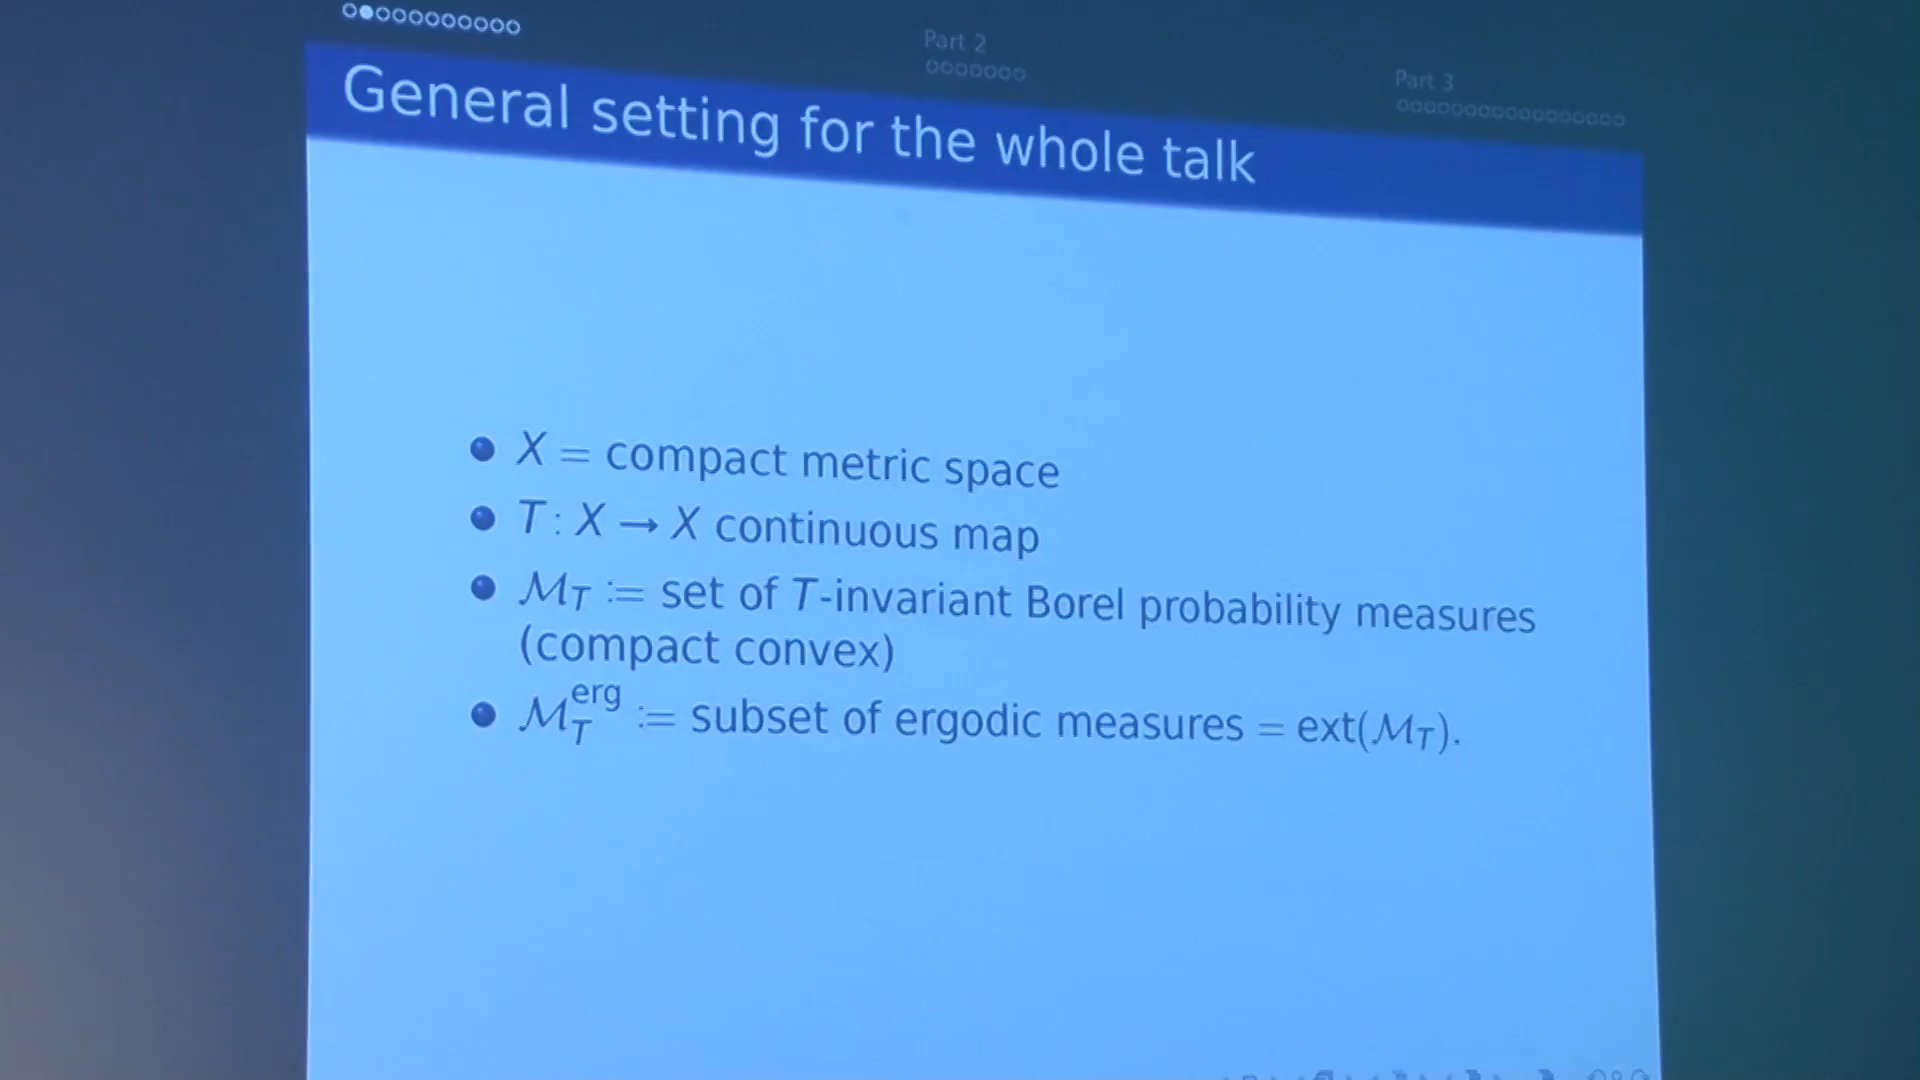 Part 2
Part 3
General setting for the whole talk
X = compact metric space
T : X → X continuous map
ℳ_T := set of T-invariant Borel probability measures
(compact convex)
ℳ_T^erg := subset of ergodic measures = ext(ℳ_T).